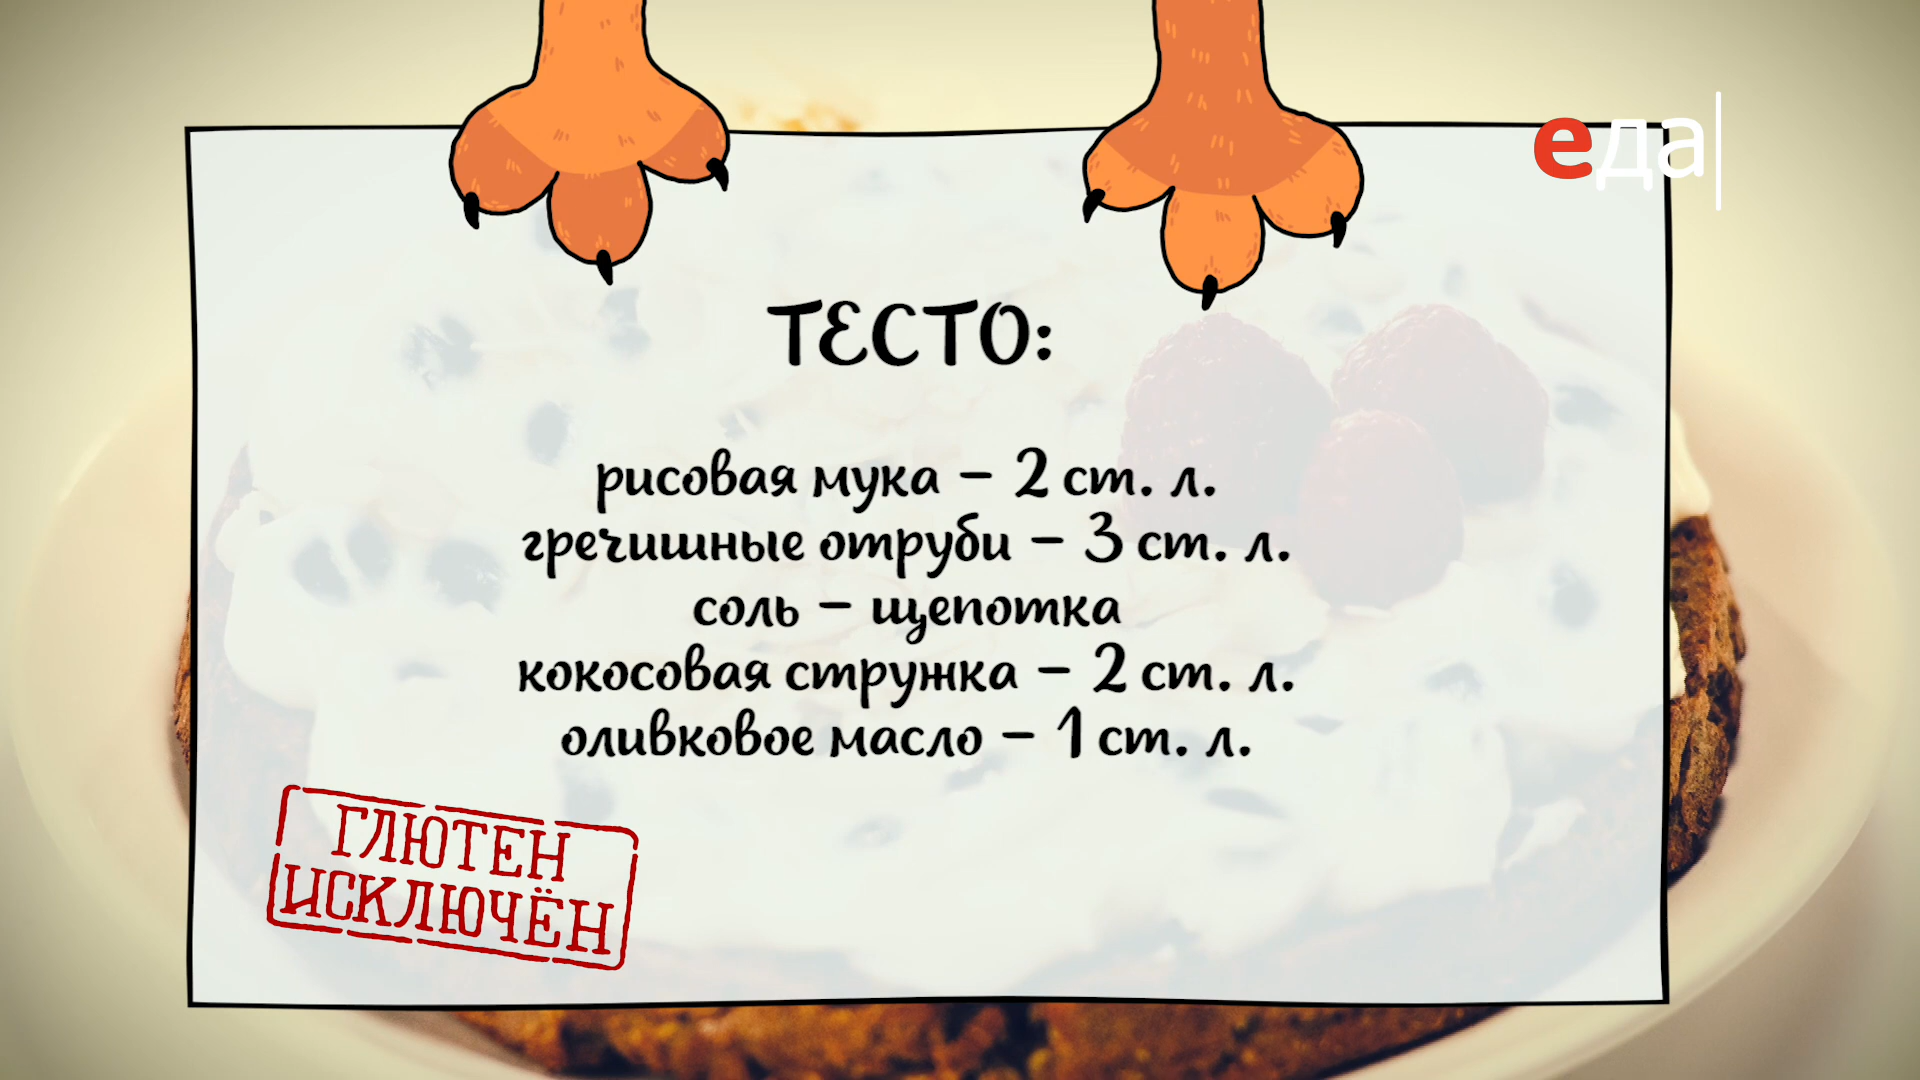 еда
ТЕСТО:
рисовая мука – 2 ст. л.
гречишные отруби – 3 ст. л.
соль – щепотка
кокосовая стружка – 2 ст. л.
оливковое масло – 1 ст. л.
ГЛЮТЕН
ИСКЛЮЧЁН